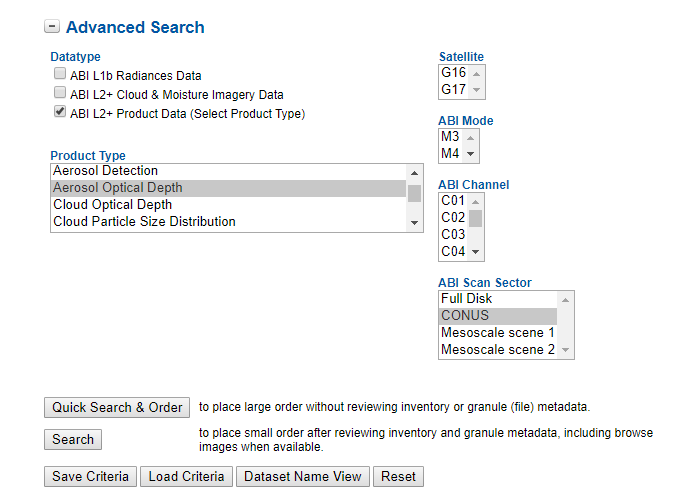 Advanced Search
Datatype
ABI L1b Radiances Data
ABI L2+ Cloud & Moisture Imagery Data
ABI L2+ Product Data (Select Product Type)
Product Type
Aerosol Detection
Aerosol Optical Depth
Cloud Optical Depth
Cloud Particle Size Distribution
Satellite
G16
G17
ABI Mode
M3
M4
ABI Channel
C01
C02
C03
C04
ABI Scan Sector
Full Disk
CONUS
Mesoscale scene 1
Mesoscale scene 2
Quick Search & Order to place large order without reviewing inventory or granule (file) metadata.
Search to place small order after reviewing inventory and granule metadata, including browse
images when available.
Save Criteria Load Criteria Dataset Name View Reset